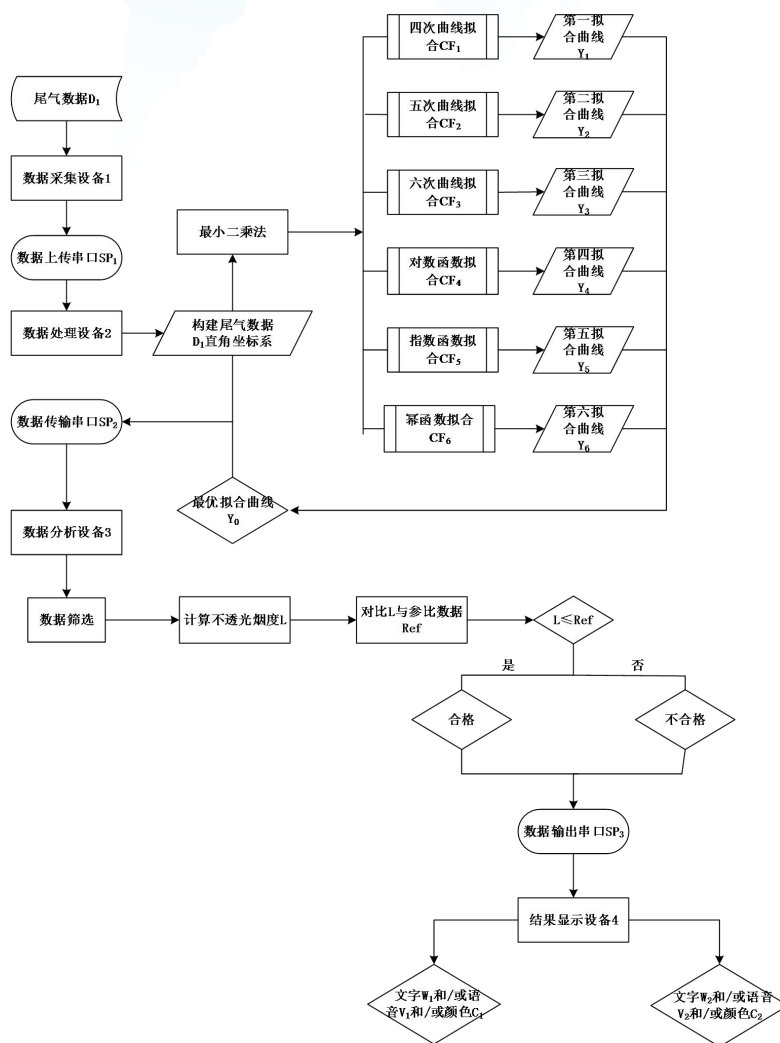 尾气数据D₁
数据采集设备1
数据上传串口SP₁
数据处理设备2
构建尾气数据
D₁直角坐标系
最小二乘法
四次曲线拟
合CF₁
第一拟
合曲线
Y₁
五次曲线拟
合CF₂
第二拟
合曲线
Y₂
六次曲线拟
合CF₃
第三拟
合曲线
Y₃
对数函数拟
合CF₄
第四拟
合曲线
Y₄
指数函数拟
合CF₅
第五拟
合曲线
Y₅
幂函数拟合
CF₆
第六拟
合曲线
Y₆
最优拟合曲线
Y₀
数据传输串口SP₂
数据分析设备3
数据筛选
计算不透光烟度L
对比L与参比数据
Ref
L≤Ref
是
否
合格
不合格
数据输出串口SP₃
结果显示设备4
文字W₁和/或语
音V₁和/或颜色C₁
文字W₂和/或语音
V₂和/或颜色C₂